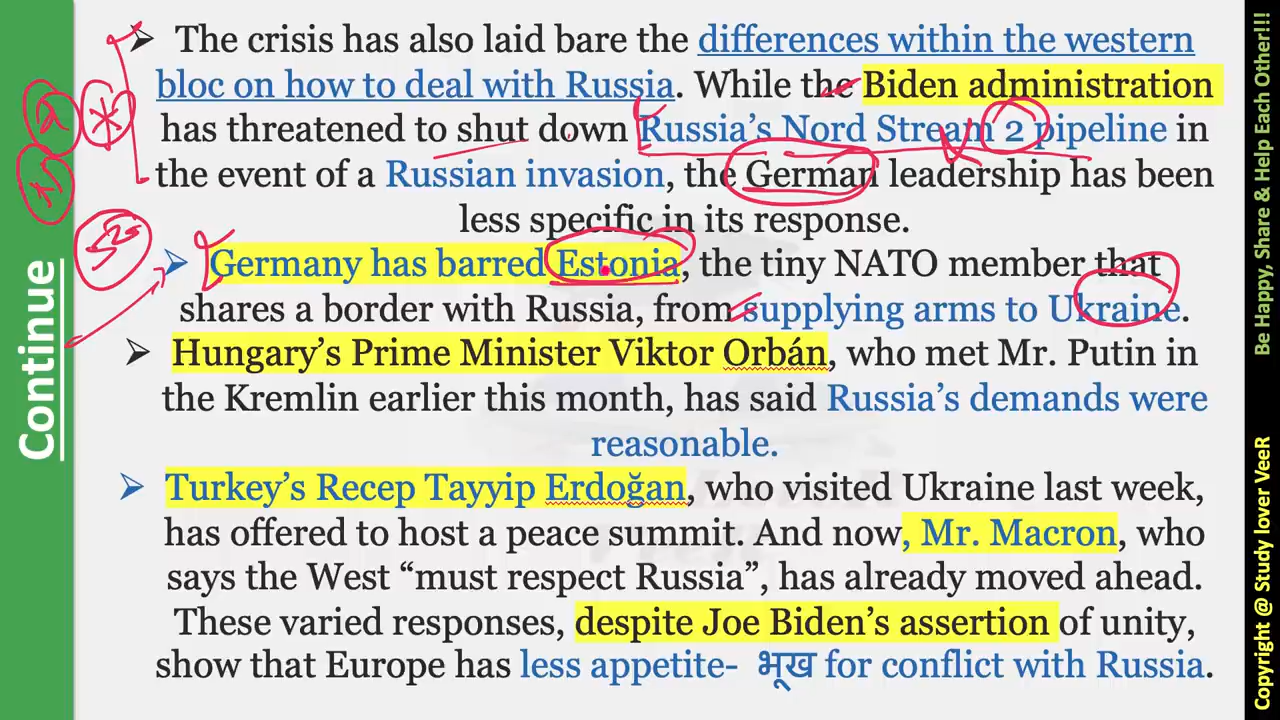 Continue
The crisis has also laid bare the differences within the western
bloc on how to deal with Russia. While the Biden administration
has threatened to shut down Russia's Nord Stream 2 pipeline in
the event of a Russian invasion, the German leadership has been
less specific in its response.
Germany has barred Estonia, the tiny NATO member that
shares a border with Russia, from supplying arms to Ukraine.
Hungary's Prime Minister Viktor Orbán, who met Mr. Putin in
the Kremlin earlier this month, has said Russia's demands were
reasonable.
Turkey's Recep Tayyip Erdoğan, who visited Ukraine last week,
has offered to host a peace summit. And now, Mr. Macron, who
says the West “must respect Russia”, has already moved ahead.
These varied responses, despite Joe Biden's assertion of unity,
show that Europe has less appetite- भूख for conflict with Russia.
Copyright @ Study lover VeeR
Be Happy, Share & Help Each Other!!!